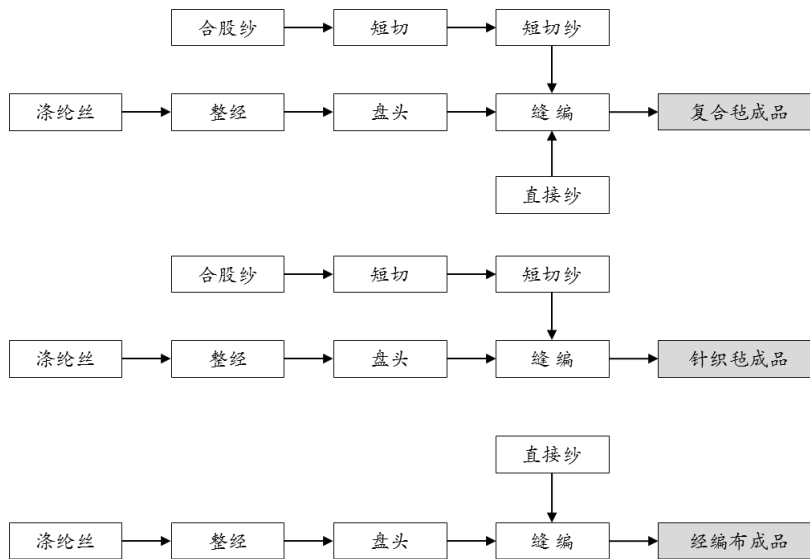 合股纱 短切 短切纱
涤纶丝 整经 盘头 缝编 复合毡成品
直接纱
合股纱 短切 短切纱
涤纶丝 整经 盘头 缝编 针织毡成品
直接纱
涤纶丝 整经 盘头 缝编 经编布成品